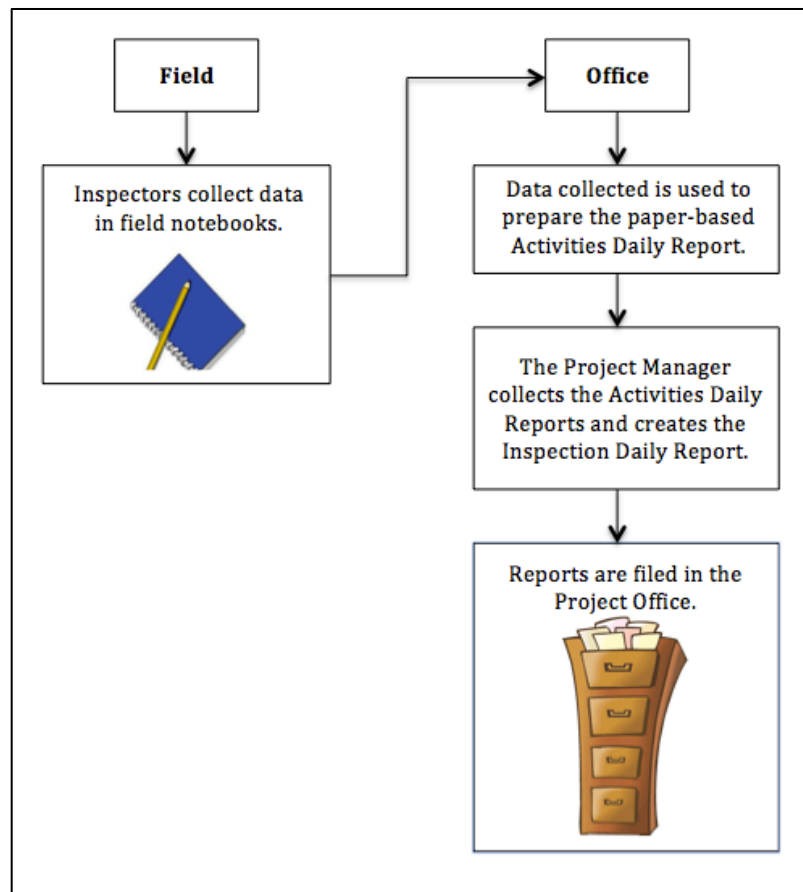 Field
Inspectors collect data
in field notebooks.
Office
Data collected is used to
prepare the paper-based
Activities Daily Report.
The Project Manager
collects the Activities Daily
Reports and creates the
Inspection Daily Report.
Reports are filed in the
Project Office.